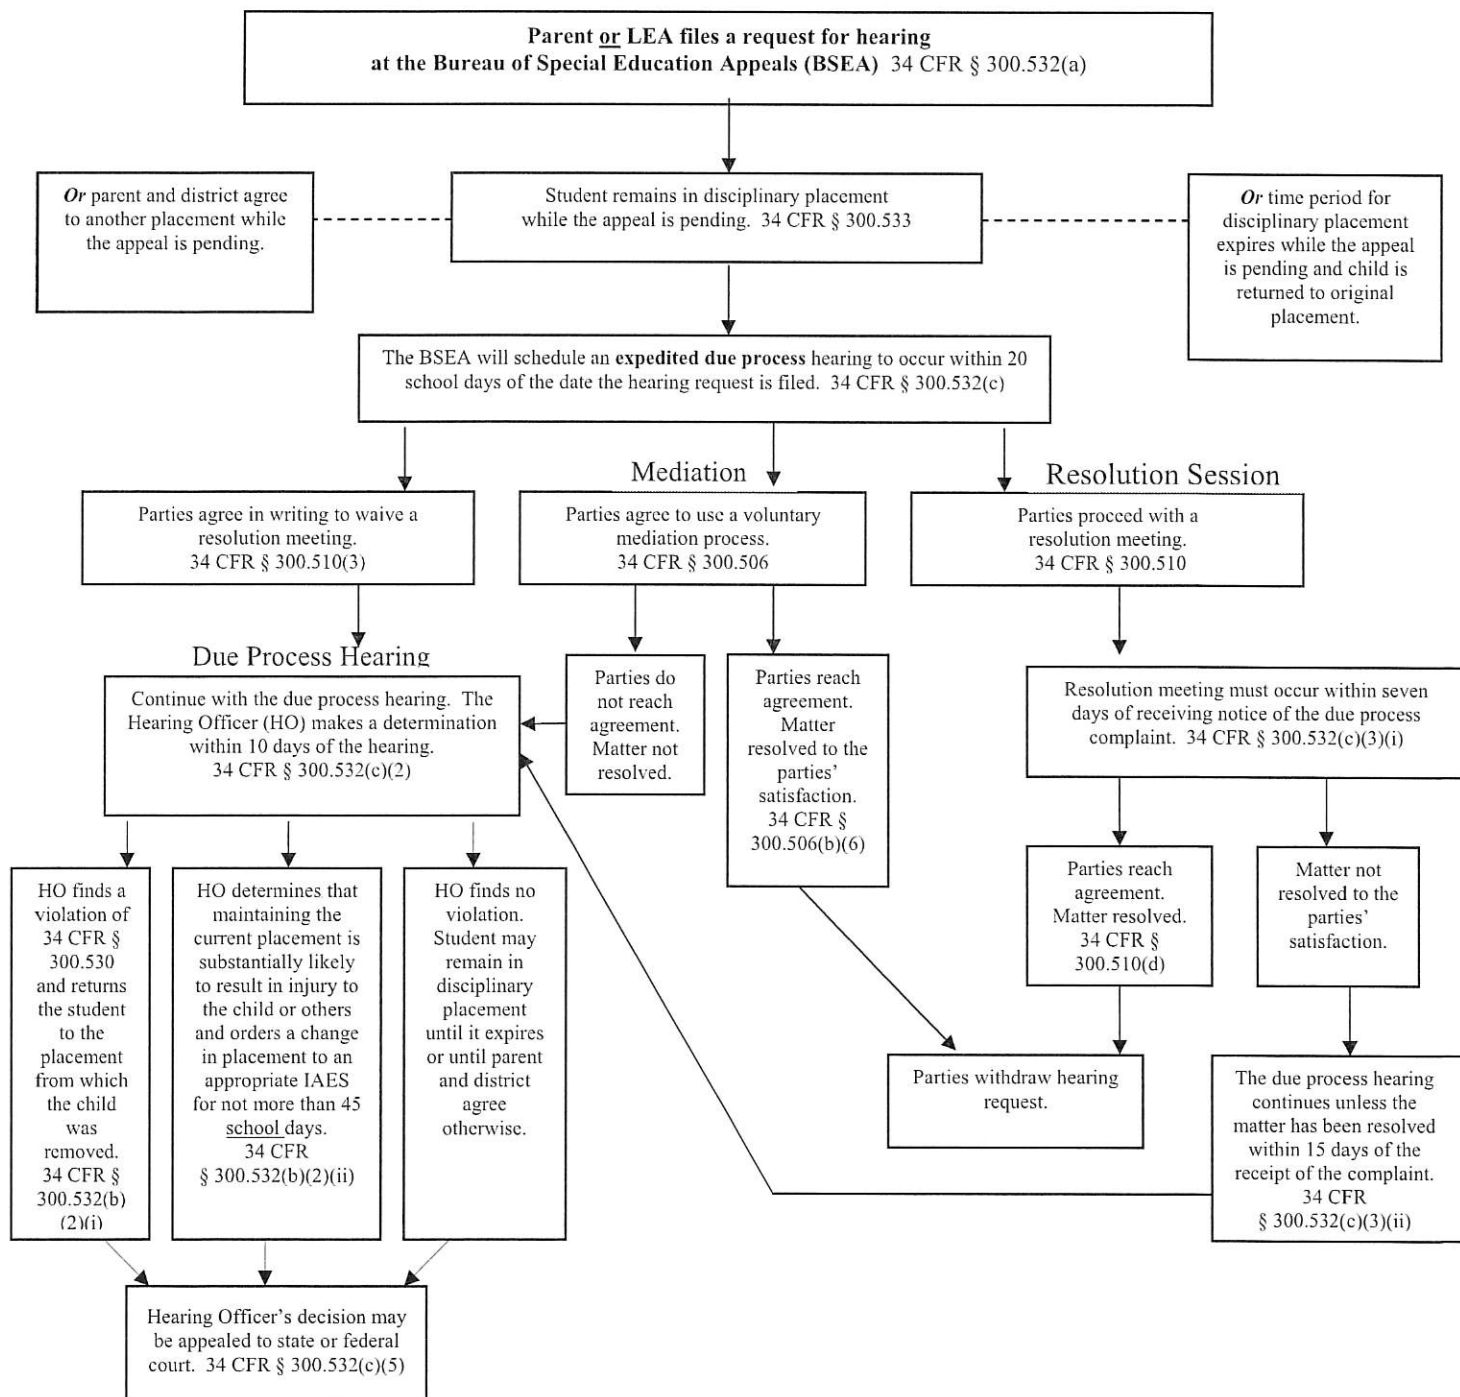 Parent or LEA files a request for hearing
at the Bureau of Special Education Appeals (BSEA) 34 CFR § 300.532(a)
Or parent and district agree
to another placement while
the appeal is pending.
Student remains in disciplinary placement
while the appeal is pending. 34 CFR § 300.533
Or time period for
disciplinary placement
expires while the appeal
is pending and child is
returned to original
placement.
The BSEA will schedule an expedited due process hearing to occur within 20
school days of the date the hearing request is filed. 34 CFR § 300.532(c)
Mediation
Resolution Session
Parties agree in writing to waive a
resolution meeting.
34 CFR § 300.510(3)
Parties agree to use a voluntary
mediation process.
34 CFR § 300.506
Parties proceed with a
resolution meeting.
34 CFR § 300.510
Due Process Hearing
Continue with the due process hearing. The
Hearing Officer (HO) makes a determination
within 10 days of the hearing.
34 CFR § 300.532(c)(2)
Parties do
not reach
agreement.
Matter not
resolved.
Parties reach
agreement.
Matter
resolved to the
parties'
satisfaction.
34 CFR §
300.506(b)(6)
Resolution meeting must occur within seven
days of receiving notice of the due process
complaint. 34 CFR § 300.532(c)(3)(i)
HO finds a
violation of
34 CFR §
300.530
and returns
the student
to the
placement
from which
the child
was
removed.
34 CFR §
300.532(b)
(2)(i)
HO determines that
maintaining the
current placement is
substantially likely
to result in injury to
the child or others
and orders a change
in placement to an
appropriate IAES
for not more than 45
school days.
34 CFR
§ 300.532(b)(2)(ii)
HO finds no
violation.
Student may
remain in
disciplinary
placement
until it expires
or until parent
and district
agree
otherwise.
Parties reach
agreement.
Matter resolved.
34 CFR §
300.510(d)
Matter not
resolved to the
parties'
satisfaction.
Parties withdraw hearing
request.
The due process hearing
continues unless the
matter has been resolved
within 15 days of the
receipt of the complaint.
34 CFR
§ 300.532(c)(3)(ii)
Hearing Officer's decision may
be appealed to state or federal
court. 34 CFR § 300.532(c)(5)